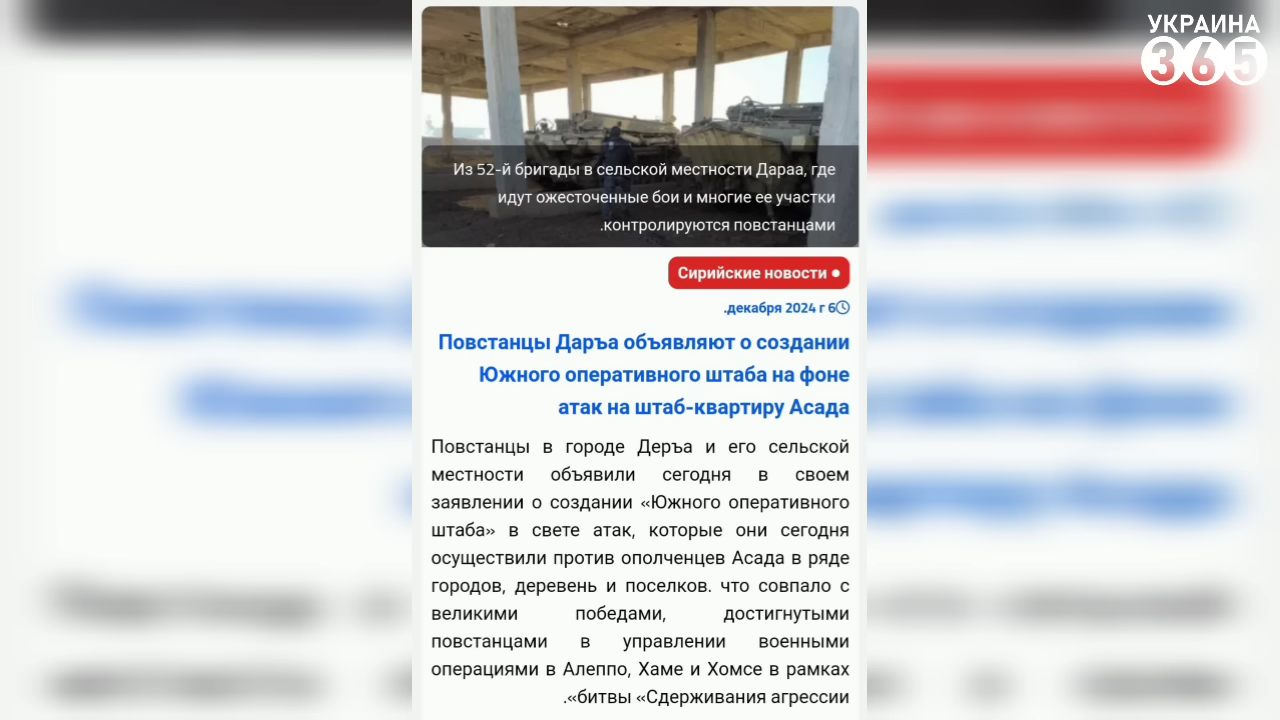 УКРАИНА
365
Из 52-й бригады в сельской местности Дараа, где
идут ожесточенные бои и многие ее участки
.контролируются повстанцами
Сирийские новости ●
.декабря 2024 г 6
Повстанцы Даръа объявляют о создании
Южного оперативного штаба на фоне
атак на штаб-квартиру Асада
Повстанцы в городе Деръа и его сельской
местности объявили сегодня в своем
заявлении о создании «Южного оперативного
штаба» в свете атак, которые они сегодня
осуществили против ополченцев Асада в ряде
городов, деревень и поселков. что совпало с
великими победами, достигнутыми
повстанцами в управлении военными
операциями в Алеппо, Хаме и Хомсе в рамках
.«битвы «Сдерживания агрессии